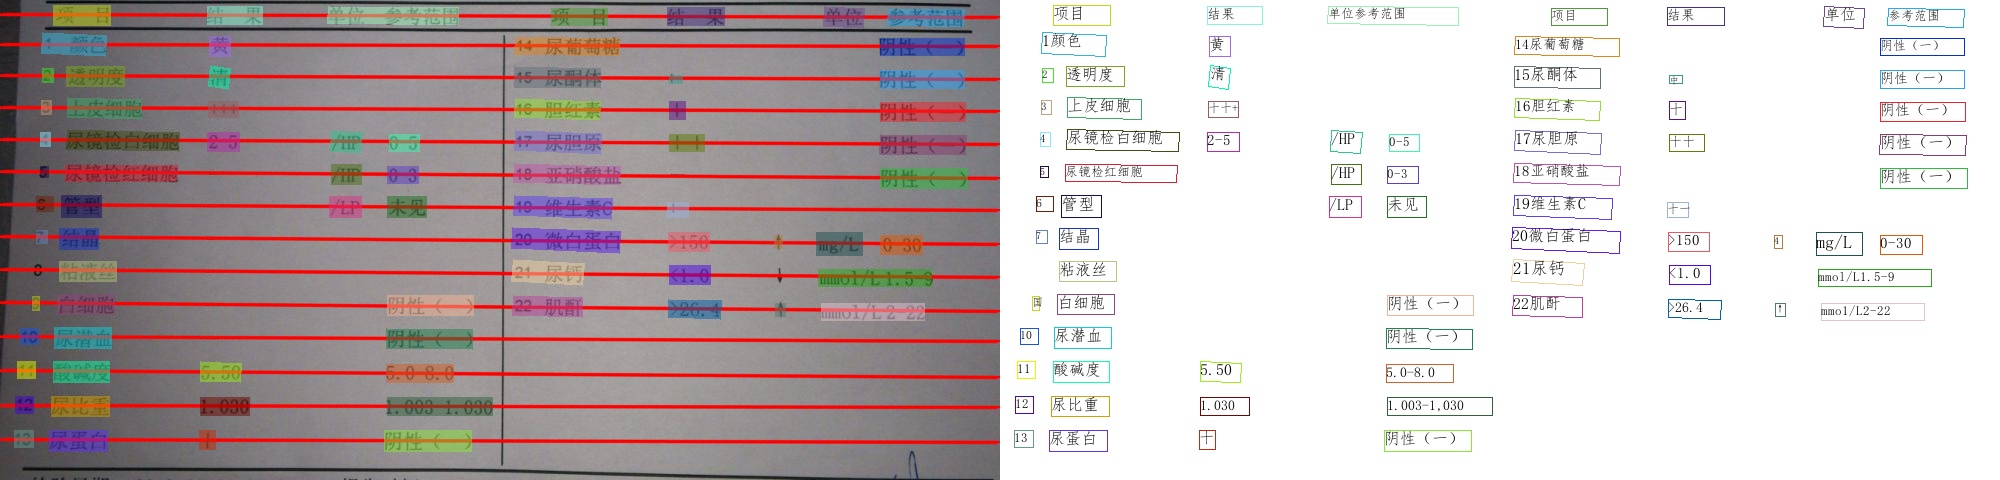 项目 结果 单位 参考范围 项目 结果 单位 参考范围
1 颜色 黄 14 尿葡萄糖 阴性（一）
2 透明度 清 15 尿酮体 阴性（一）
3 上皮细胞 +++ 16 胆红素 + 阴性（一）
4 尿镜检白细胞 2-5 /HP 0-5 17 尿胆原 ++ 阴性（一）
5 尿镜检红细胞 /HP 0-3 18 亚硝酸盐 阴性（一）
6 管型 /LP 未见 19 维生素C
7 结晶 20 微白蛋白 >150 ↑ mg/L 0-30
8 粘液丝 21 尿钙 <1.0 ↓ mmol/L 1.5-9
9 白细胞 阴性（一） 22 肌酐 >26.4 ↑ mmol/L 2-22
10 尿潜血 阴性（一）
11 酸碱度 5.50 5.0-8.0
12 尿比重 1.030 1.003-1.030
13 尿蛋白 + 阴性（一）
项目 结果 单位参考范围 项目 结果 单位 参考范围
1颜色 黄 14尿葡萄糖 阴性（一）
2 透明度 清 15尿酮体 阴性（一）
3 上皮细胞 十十+ 16胆红素 十 阴性（一）
4 尿镜检白细胞 2-5 /HP 0-5 17尿胆原 十十 阴性（一）
5 尿镜检红细胞 /HP 0-3 18亚硝酸盐 阴性（一）
6 管型 /LP 未见 19维生素C 十一
7 结晶 20微白蛋白 >150 4 mg/L 0-30
粘液丝 21尿钙 <1.0 mmol/L1.5-9
白细胞 阴性（一） 22肌酐 >26.4 ↑ mmo1/L2-22
10 尿潜血 阴性（一）
11 酸碱度 5.50 5.0-8.0
12 尿比重 1.030 1.003-1,030
13 尿蛋白 十 阴性（一）